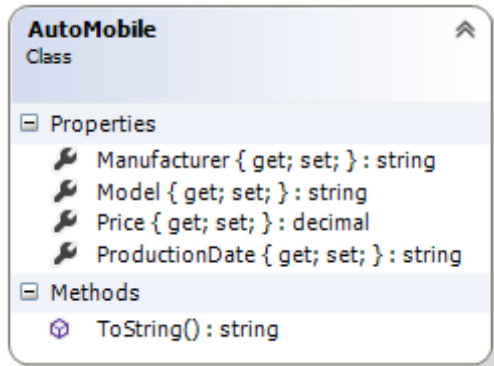 AutoMobile
Class
Properties
Manufacturer { get; set; } : string
Model { get; set; } : string
Price { get; set; } : decimal
ProductionDate { get; set; } : string
Methods
ToString() : string